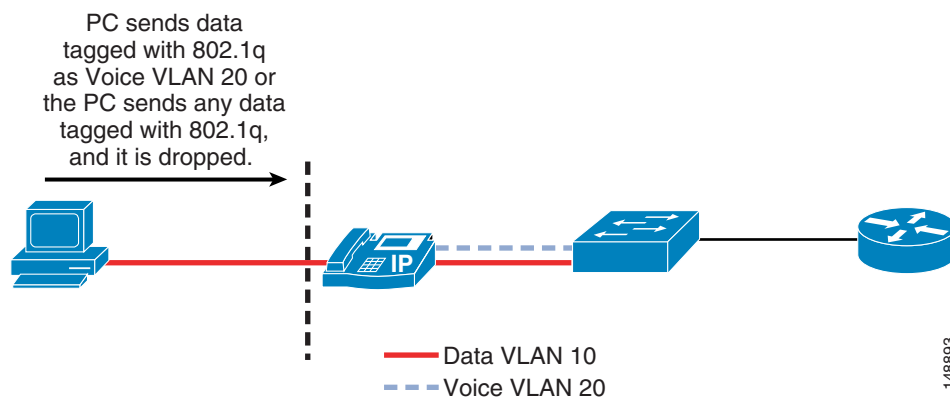 PC sends data
tagged with 802.1q
as Voice VLAN 20 or
the PC sends any data
tagged with 802.1q,
and it is dropped.
IP
Data VLAN 10
Voice VLAN 20
148893